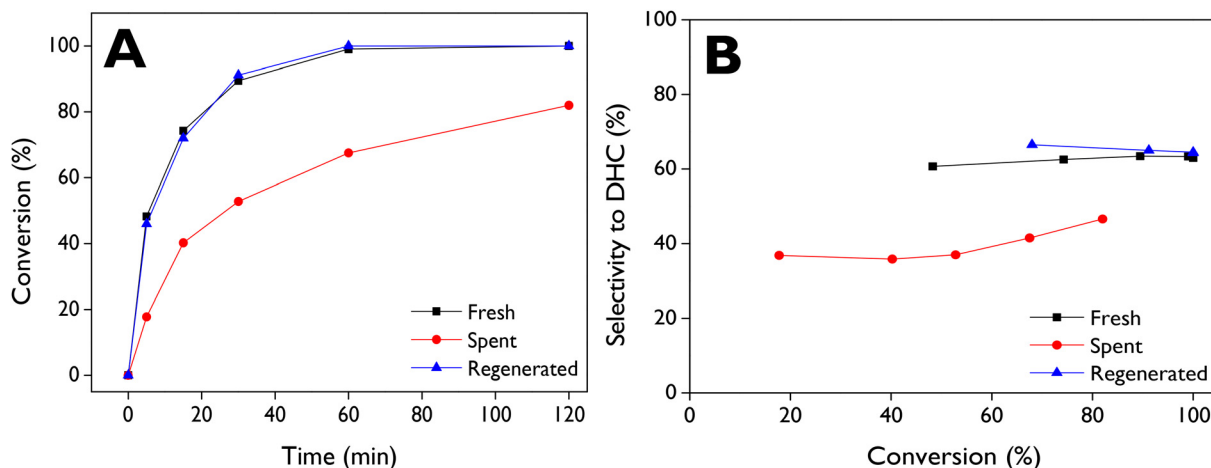 A
Conversion (%)
100
80
60
40
20
0
Fresh
Spent
Regenerated
0 20 40 60 80 100 120
Time (min)
B
Selectivity to DHC (%)
100
80
60
40
20
0
Fresh
Spent
Regenerated
0 20 40 60 80 100
Conversion (%)